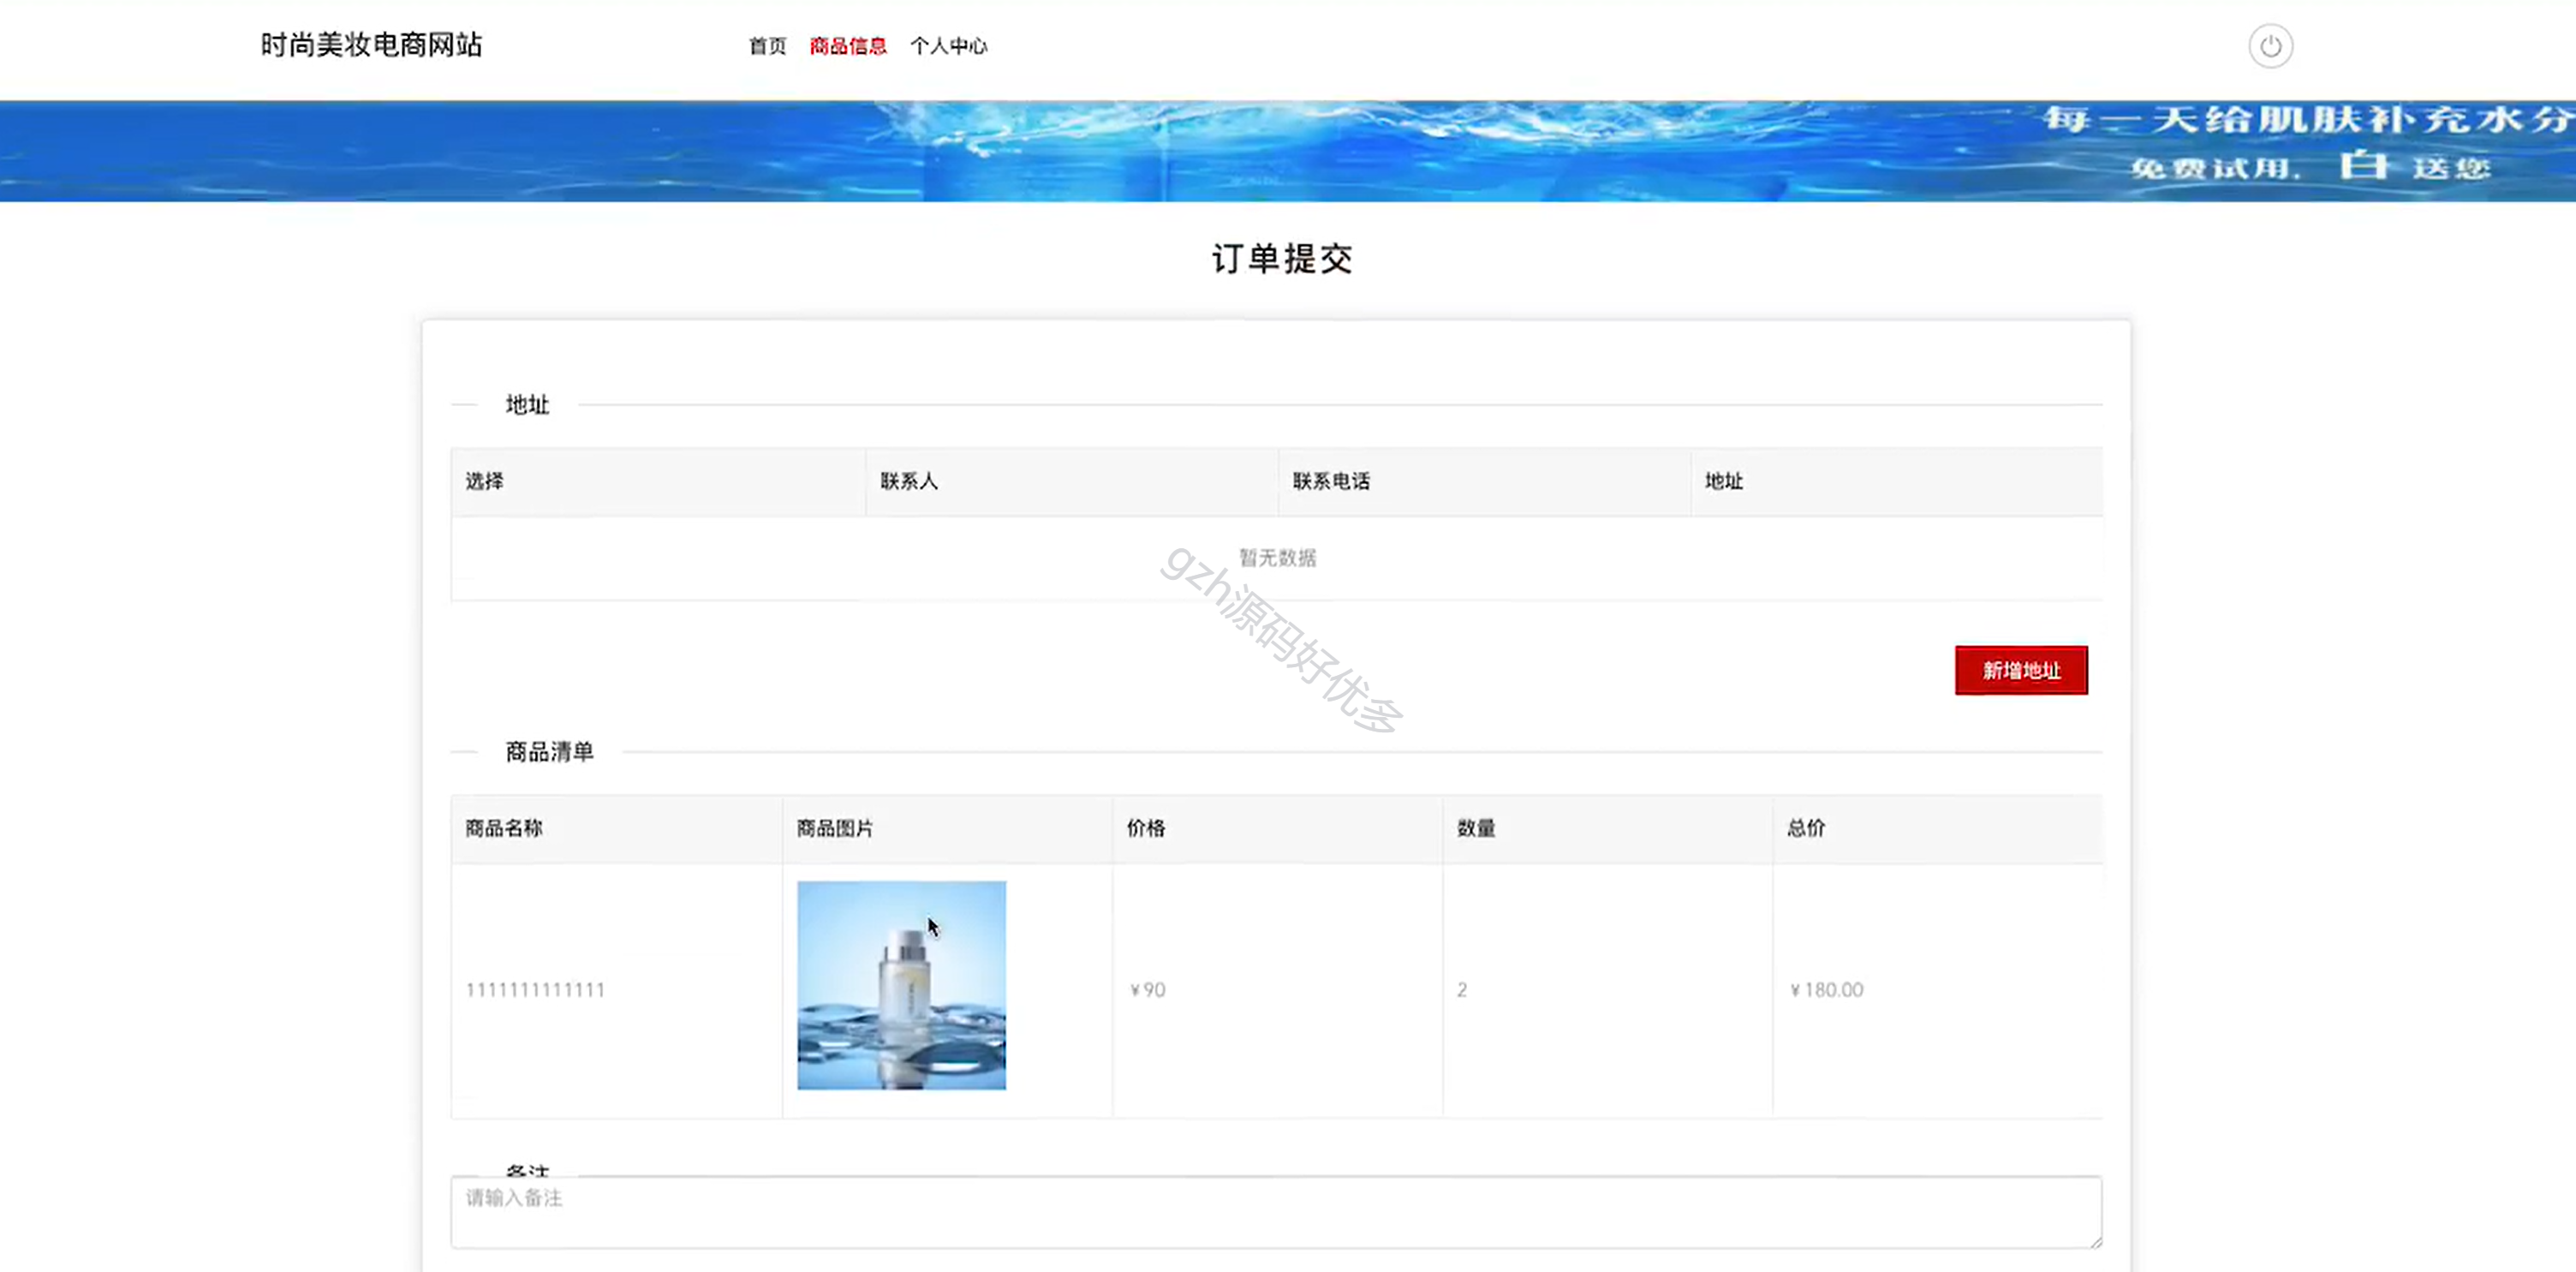 时尚美妆电商网站
首页 商品信息 个人中心
每一天给肌肤补充水分
免费试用，白送您
订单提交
地址
选择 联系人 联系电话 地址
暂无数据
gzh源码好优多
新增地址
商品清单
商品名称 商品图片 价格 数量 总价
1111111111111 ￥90 2 ￥180.00
备注
请输入备注